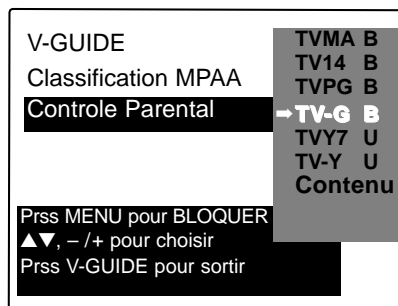 V-GUIDE
Classification MPAA
Controle Parental
TVMA B
TV14 B
TVPG B
➡TV-G B
TVY7 U
TV-Y U
Contenu
Prss MENU pour BLOQUER
▲▼, – /+ pour choisir
Prss V-GUIDE pour sortir